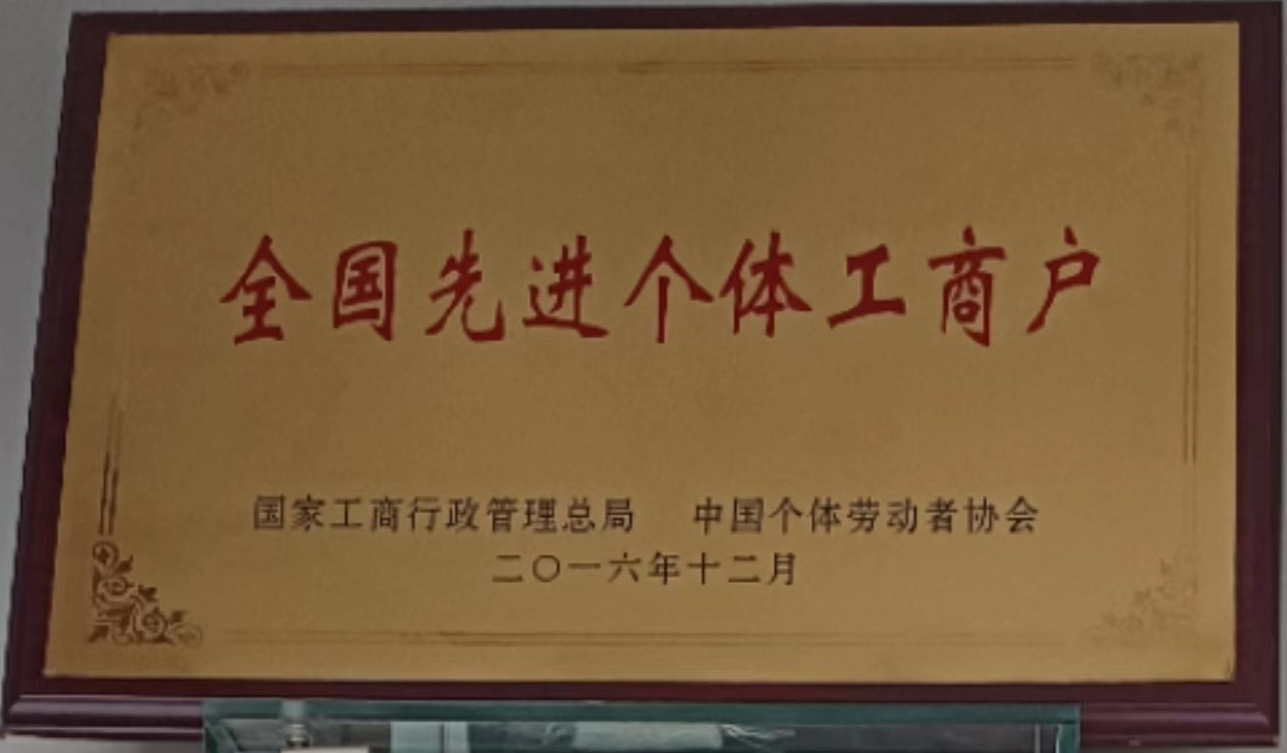 全国先进个体工商户
国家工商行政管理总局 中国个体劳动者协会
二〇一六年十二月